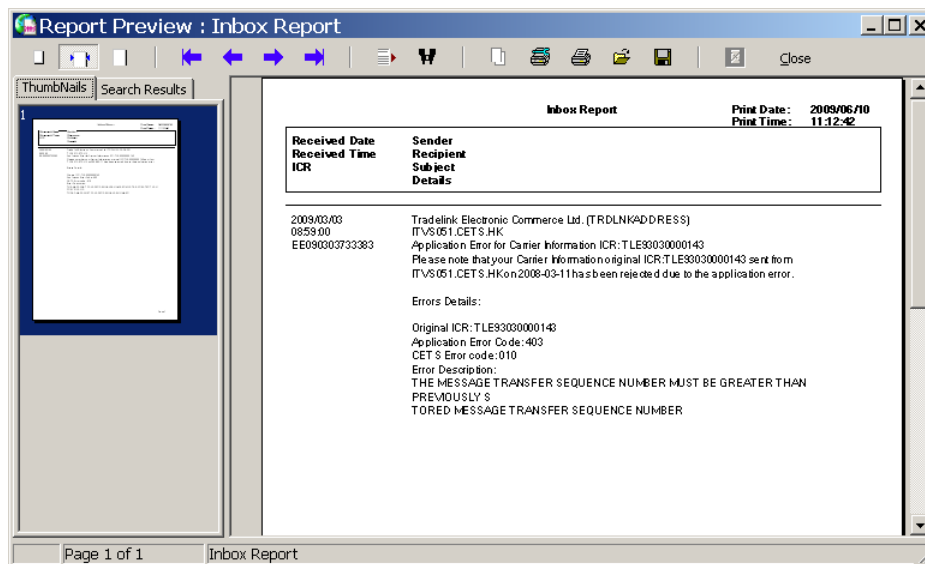 Report Preview : Inbox Report
Close
ThumbNails Search Results
1
Inbox Report Print Date: 2009/06/10
Print Time: 11:12:42
Received Date Sender
Received Time Recipient
ICR Subject
Details
2009/03/03 Tradelink Electronic Commerce Ltd. (TRDLNKADDRESS)
08:59:00 ITVS051.CETS.HK
EE090303733383 Application Error for Carrier Information ICR: TLE93030000143
Please note that your Carrier Information original ICR:TLE93030000143 sent from
ITVS051.CETS.HK on 2008-03-11 has been rejected due to the application error.
Errors Details:
Original ICR: TLE93030000143
Application Error Code: 403
CETS Error code: 010
Error Description:
THE MESSAGE TRANSFER SEQUENCE NUMBER MUST BE GREATER THAN
PREVIOUSLY S
TORED MESSAGE TRANSFER SEQUENCE NUMBER
Page 1 of 1 Inbox Report